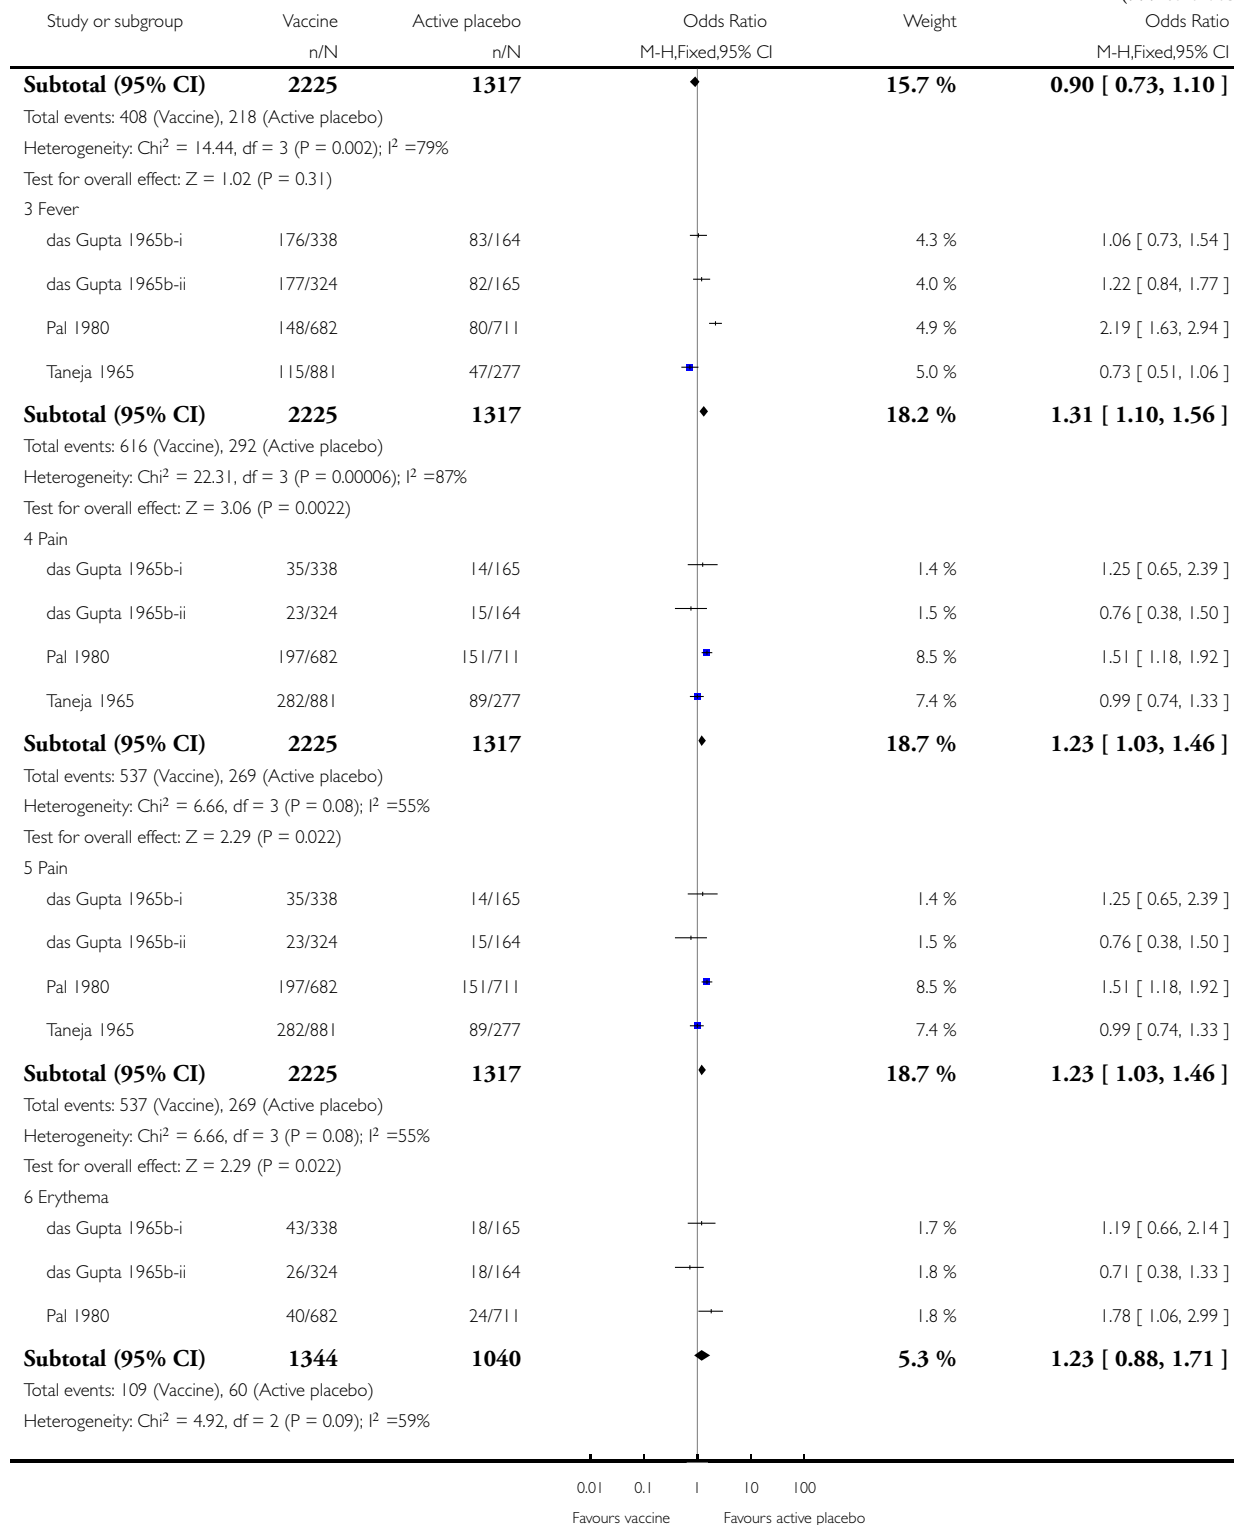 Study or subgroup Vaccine Active placebo Odds Ratio Weight Odds Ratio
n/N n/N M-H,Fixed,95% CI M-H,Fixed,95% CI
Subtotal (95% CI) 2225 1317 15.7 % 0.90 [ 0.73, 1.10 ]
Total events: 408 (Vaccine), 218 (Active placebo)
Heterogeneity: Chi² = 14.44, df = 3 (P = 0.002); I² =79%
Test for overall effect: Z = 1.02 (P = 0.31)
3 Fever
das Gupta 1965b-i 176/338 83/164 4.3 % 1.06 [ 0.73, 1.54 ]
das Gupta 1965b-ii 177/324 82/165 4.0 % 1.22 [ 0.84, 1.77 ]
Pal 1980 148/682 80/711 4.9 % 2.19 [ 1.63, 2.94 ]
Taneja 1965 115/881 47/277 5.0 % 0.73 [ 0.51, 1.06 ]
Subtotal (95% CI) 2225 1317 18.2 % 1.31 [ 1.10, 1.56 ]
Total events: 616 (Vaccine), 292 (Active placebo)
Heterogeneity: Chi² = 22.31, df = 3 (P = 0.00006); I² =87%
Test for overall effect: Z = 3.06 (P = 0.0022)
4 Pain
das Gupta 1965b-i 35/338 14/165 1.4 % 1.25 [ 0.65, 2.39 ]
das Gupta 1965b-ii 23/324 15/164 1.5 % 0.76 [ 0.38, 1.50 ]
Pal 1980 197/682 151/711 8.5 % 1.51 [ 1.18, 1.92 ]
Taneja 1965 282/881 89/277 7.4 % 0.99 [ 0.74, 1.33 ]
Subtotal (95% CI) 2225 1317 18.7 % 1.23 [ 1.03, 1.46 ]
Total events: 537 (Vaccine), 269 (Active placebo)
Heterogeneity: Chi² = 6.66, df = 3 (P = 0.08); I² =55%
Test for overall effect: Z = 2.29 (P = 0.022)
5 Pain
das Gupta 1965b-i 35/338 14/165 1.4 % 1.25 [ 0.65, 2.39 ]
das Gupta 1965b-ii 23/324 15/164 1.5 % 0.76 [ 0.38, 1.50 ]
Pal 1980 197/682 151/711 8.5 % 1.51 [ 1.18, 1.92 ]
Taneja 1965 282/881 89/277 7.4 % 0.99 [ 0.74, 1.33 ]
Subtotal (95% CI) 2225 1317 18.7 % 1.23 [ 1.03, 1.46 ]
Total events: 537 (Vaccine), 269 (Active placebo)
Heterogeneity: Chi² = 6.66, df = 3 (P = 0.08); I² =55%
Test for overall effect: Z = 2.29 (P = 0.022)
6 Erythema
das Gupta 1965b-i 43/338 18/165 1.7 % 1.19 [ 0.66, 2.14 ]
das Gupta 1965b-ii 26/324 18/164 1.8 % 0.71 [ 0.38, 1.33 ]
Pal 1980 40/682 24/711 1.8 % 1.78 [ 1.06, 2.99 ]
Subtotal (95% CI) 1344 1040 5.3 % 1.23 [ 0.88, 1.71 ]
Total events: 109 (Vaccine), 60 (Active placebo)
Heterogeneity: Chi² = 4.92, df = 2 (P = 0.09); I² =59%
0.01 0.1 1 10 100
Favours vaccine Favours active placebo